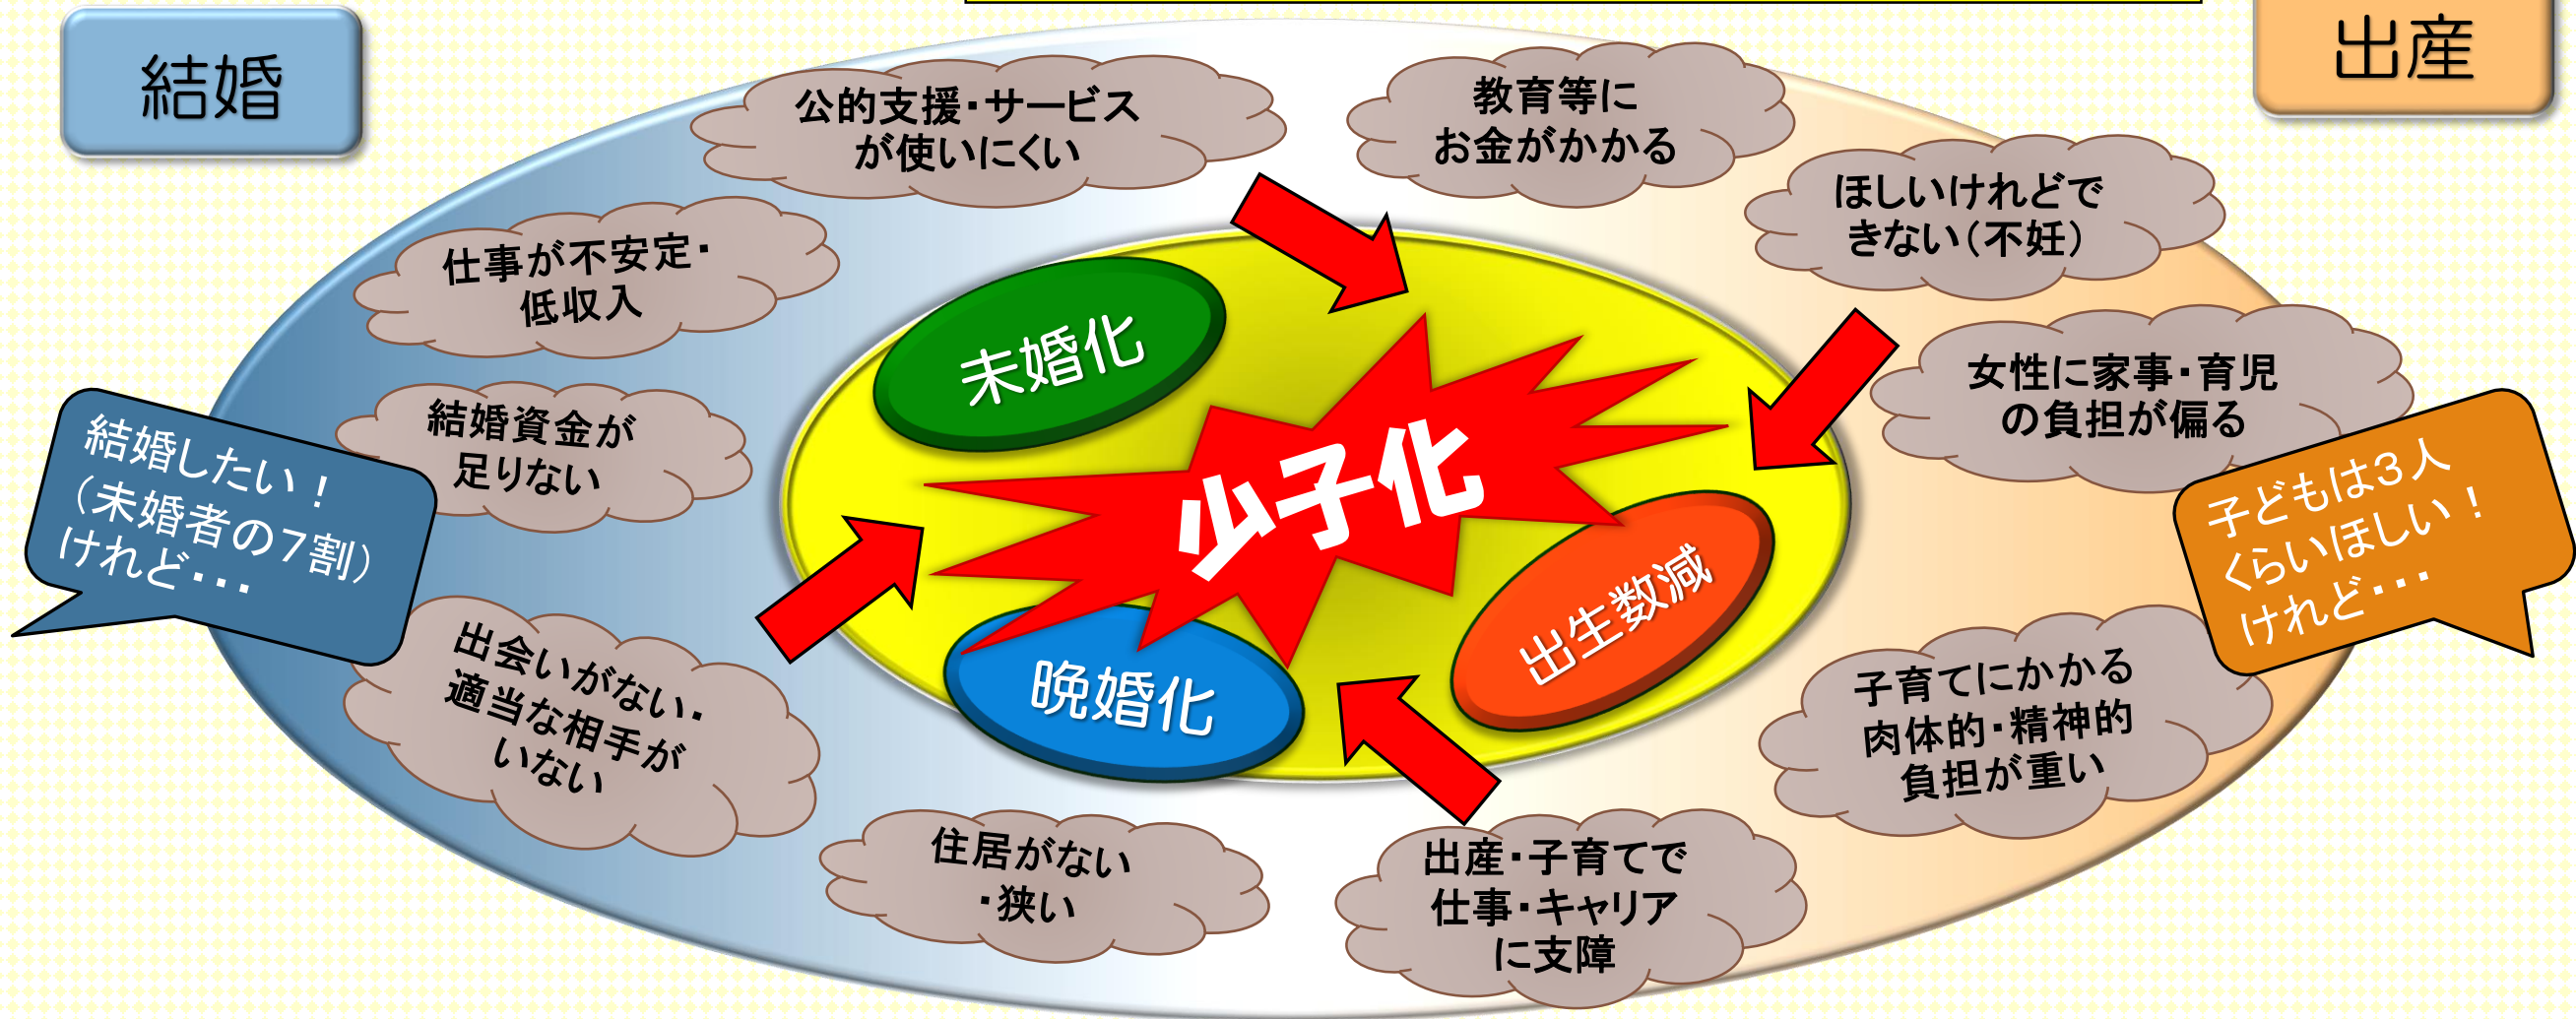 結婚
出産
公的支援・サービス
が使いにくい
教育等に
お金がかかる
ほしいけれどで
きない（不妊）
仕事が不安定・
低収入
女性に家事・育児
の負担が偏る
結婚資金が
足りない
結婚したい！
（未婚者の７割）
けれど・・・
子どもは３人
くらいほしい！
けれど・・・
未婚化
少子化
出生数減
晩婚化
出会いがない・
適当な相手が
いない
子育てにかかる
肉体的・精神的
負担が重い
住居がない
・狭い
出産・子育てで
仕事・キャリア
に支障